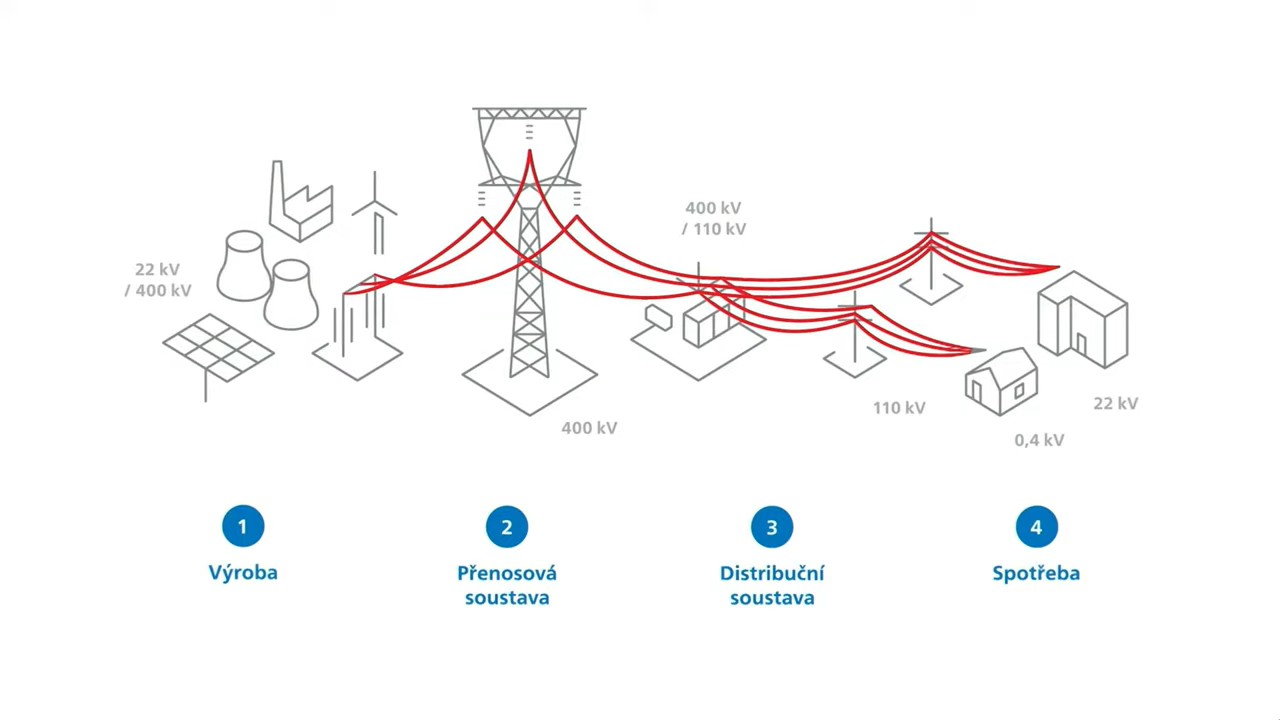 22 kV
/ 400 kV
400 kV
400 kV
/ 110 kV
110 kV
0,4 kV
22 kV
1
Výroba
2
Přenosová
soustava
3
Distribuční
soustava
4
Spotřeba